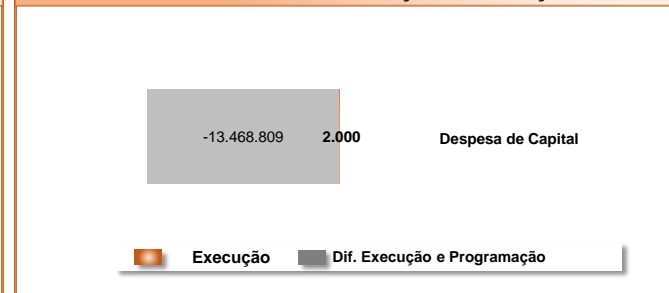 -13.468.809 2.000 Despesa de Capital
Execução Dif. Execução e Programação